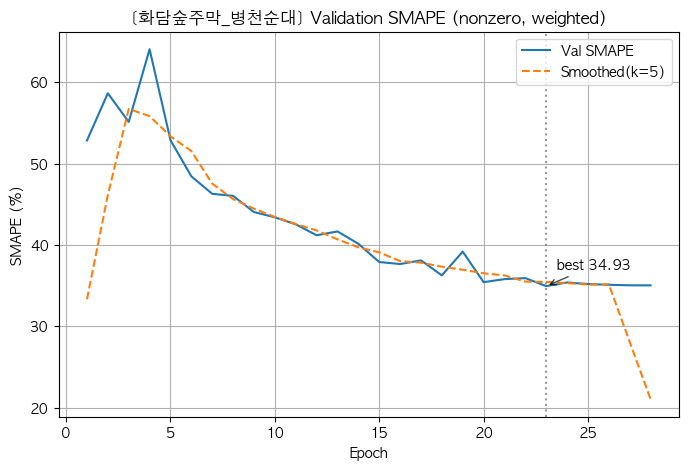 [화담숲주막_병천순대] Validation SMAPE (nonzero, weighted)
Val SMAPE
Smoothed(k=5)
60
50
40
30
20
SMAPE (%)
best 34.93
0 5 10 15 20 25
Epoch